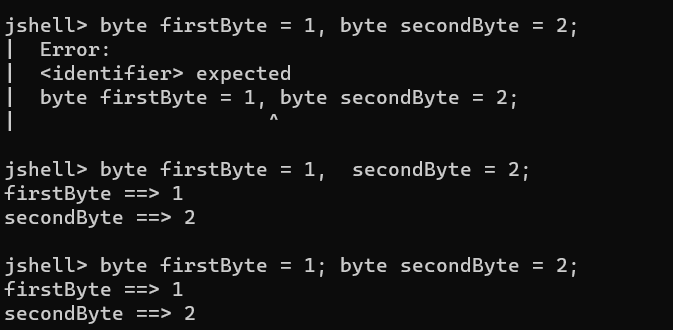 jshell> byte firstByte = 1, byte secondByte = 2;
|  Error:
|  <identifier> expected
|  byte firstByte = 1, byte secondByte = 2;
|                     ^
jshell> byte firstByte = 1,  secondByte = 2;
firstByte ==> 1
secondByte ==> 2
jshell> byte firstByte = 1; byte secondByte = 2;
firstByte ==> 1
secondByte ==> 2